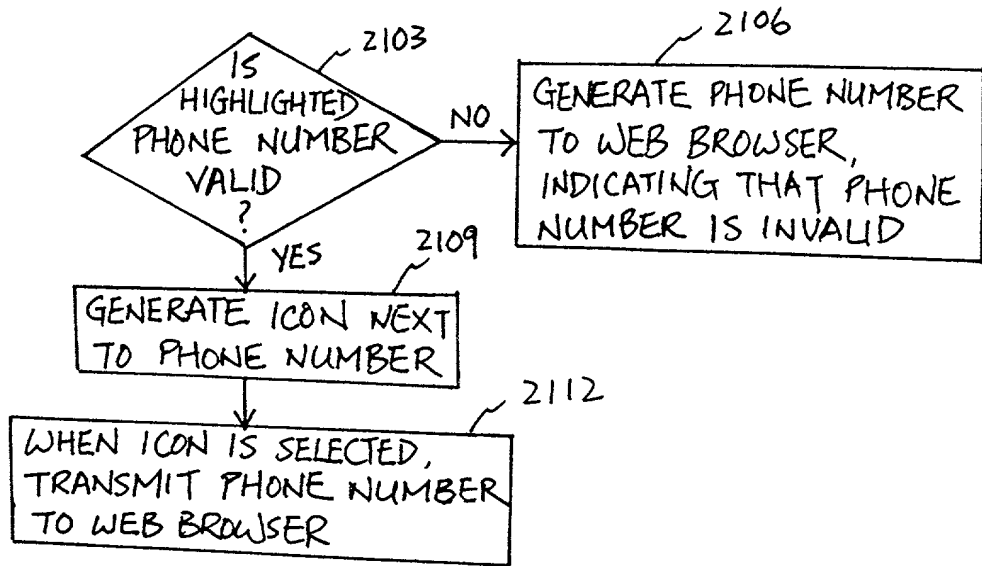 2103
IS
HIGHLIGHTED
PHONE NUMBER
VALID
?
NO
2106
GENERATE PHONE NUMBER
TO WEB BROWSER,
INDICATING THAT PHONE
NUMBER IS INVALID
YES
2109
GENERATE ICON NEXT
TO PHONE NUMBER
2112
WHEN ICON IS SELECTED,
TRANSMIT PHONE NUMBER
TO WEB BROWSER